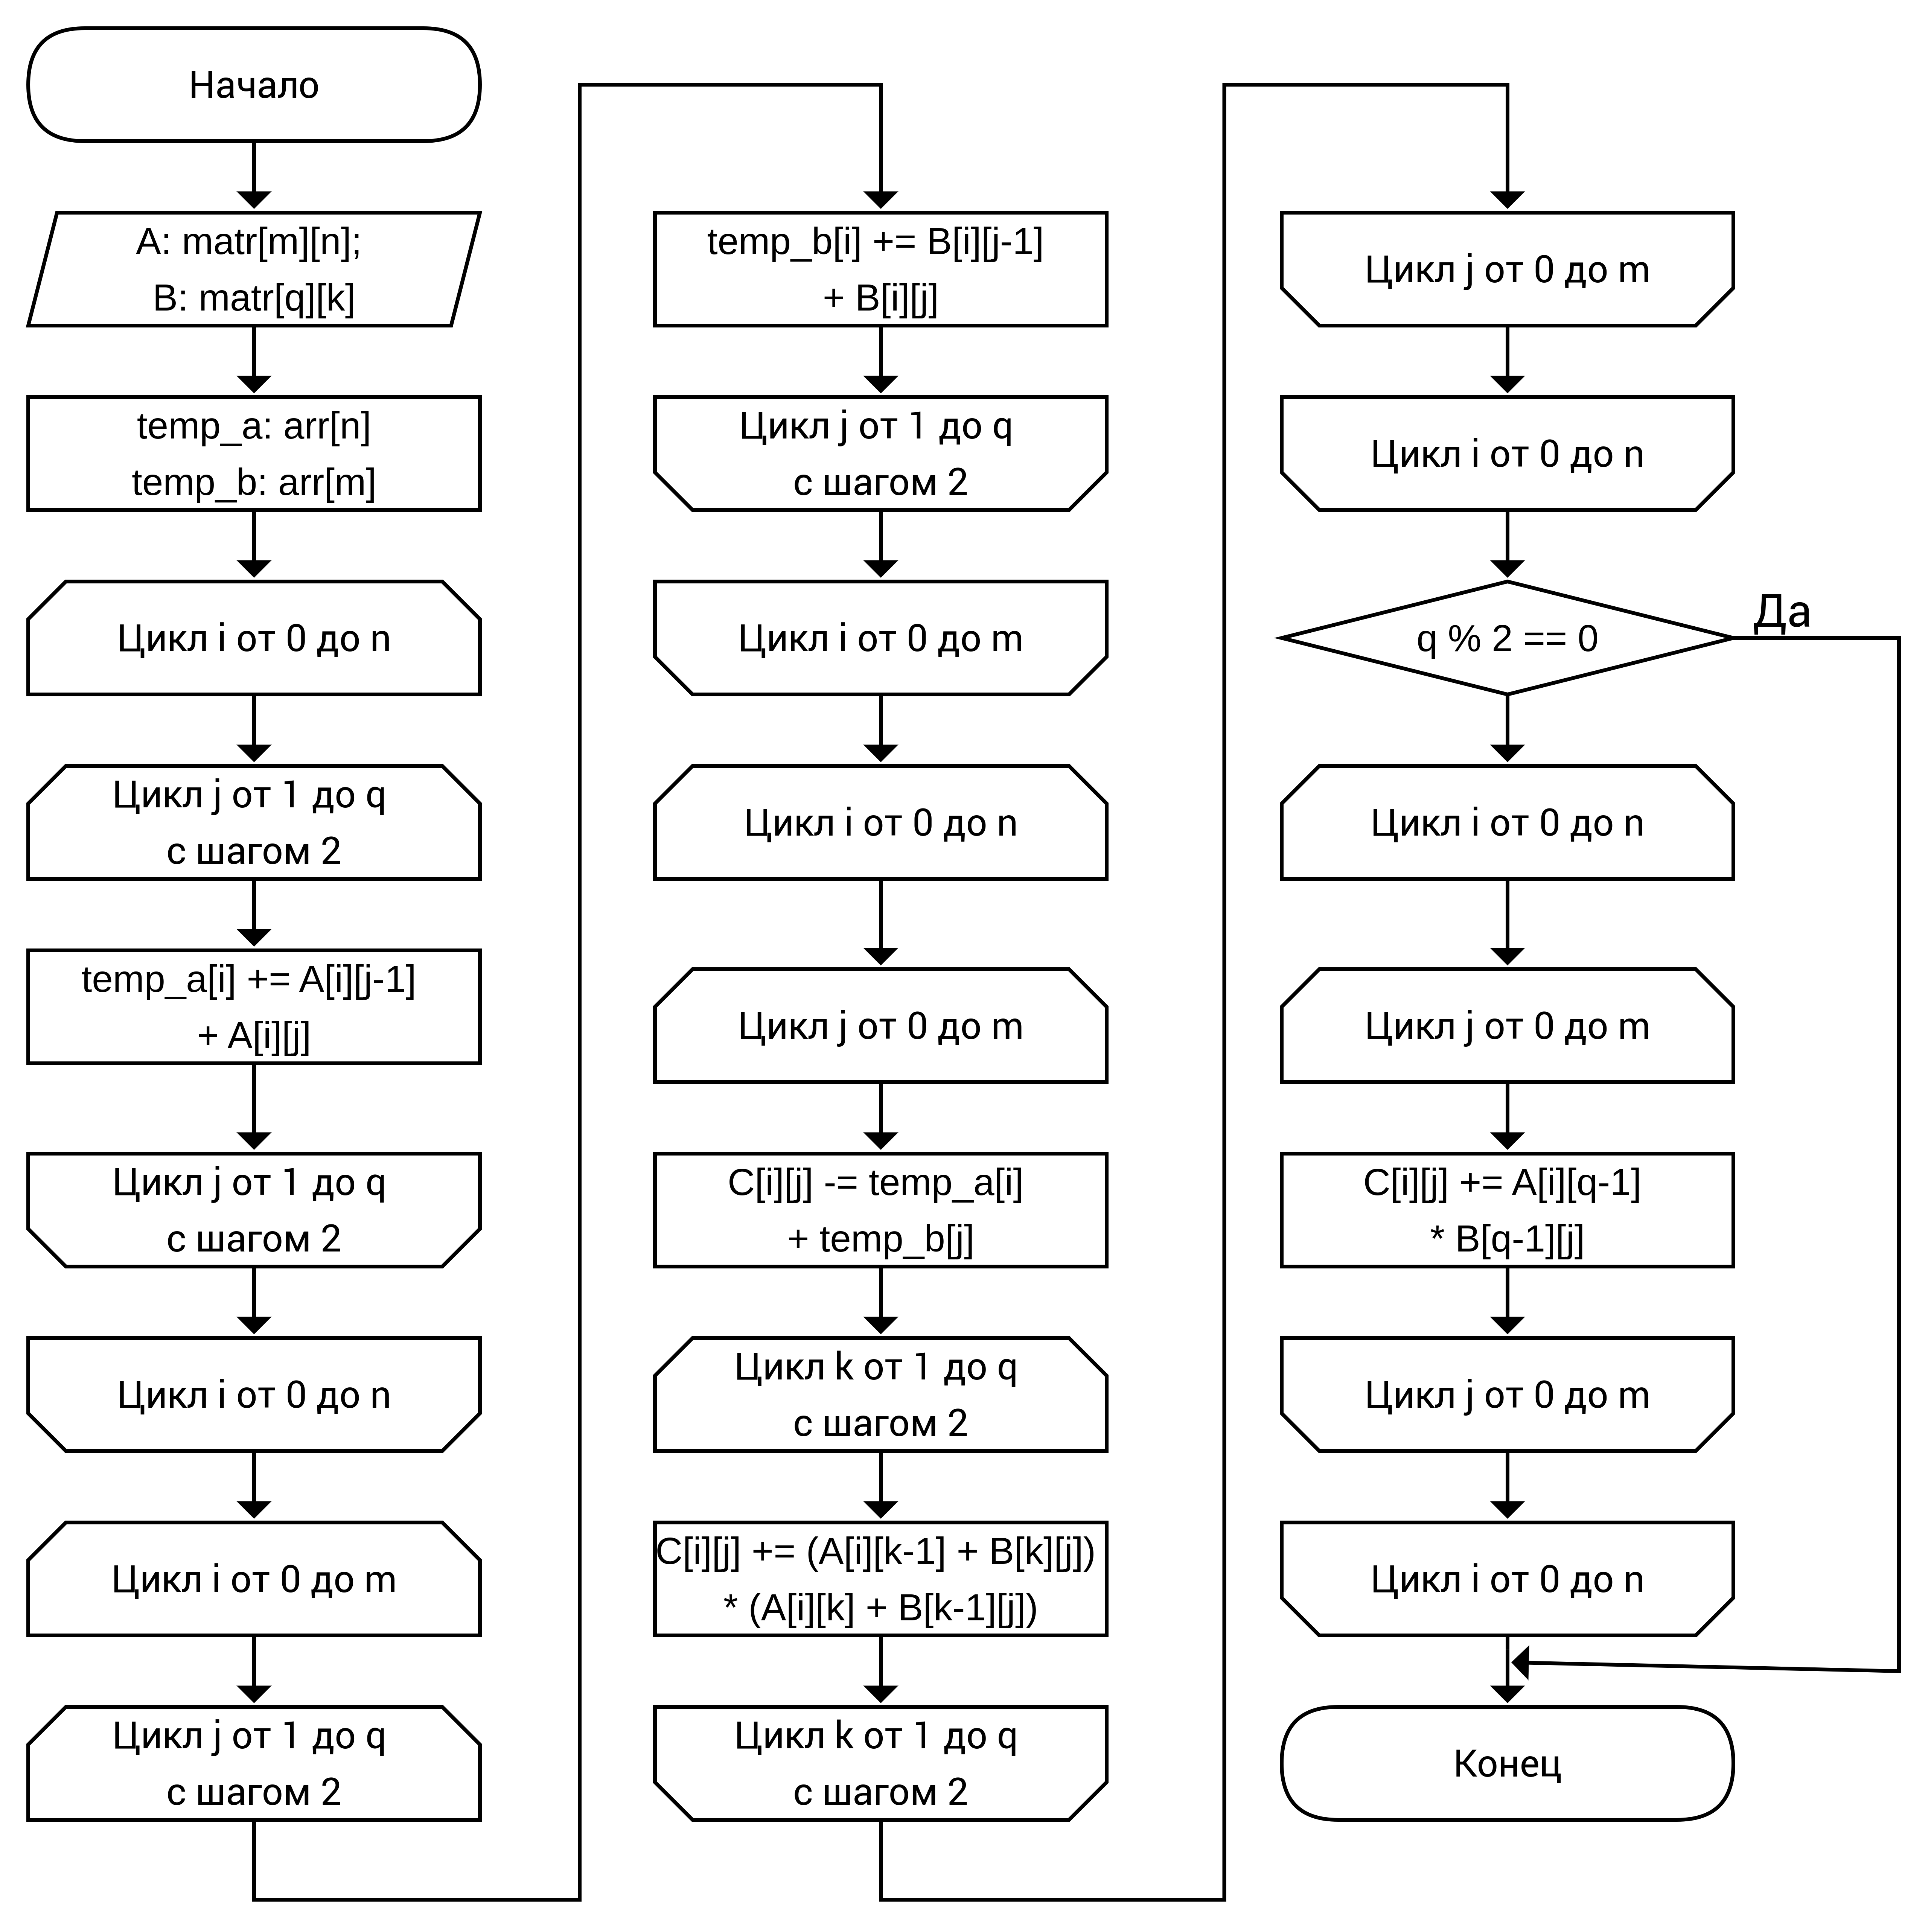 Начало
A: matr[m][n];
B: matr[q][k]
temp_a: arr[n]
temp_b: arr[m]
Цикл i от 0 до n
Цикл j от 1 до q
с шагом 2
temp_a[i] += A[i][j-1]
+ A[i][j]
Цикл j от 1 до q
с шагом 2
Цикл i от 0 до n
Цикл i от 0 до m
Цикл j от 1 до q
с шагом 2
temp_b[i] += B[i][j-1]
+ B[i][j]
Цикл j от 1 до q
с шагом 2
Цикл i от 0 до m
Цикл i от 0 до n
Цикл j от 0 до m
C[i][j] -= temp_a[i]
+ temp_b[j]
Цикл k от 1 до q
с шагом 2
C[i][j] += (A[i][k-1] + B[k][j])
* (A[i][k] + B[k-1][j])
Цикл k от 1 до q
с шагом 2
Цикл j от 0 до m
Цикл i от 0 до n
q % 2 == 0
Да
Цикл i от 0 до n
Цикл j от 0 до m
C[i][j] += A[i][q-1]
* B[q-1][j]
Цикл j от 0 до m
Цикл i от 0 до n
Конец